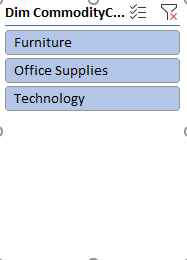 Dim CommodityC...
Furniture
Office Supplies
Technology